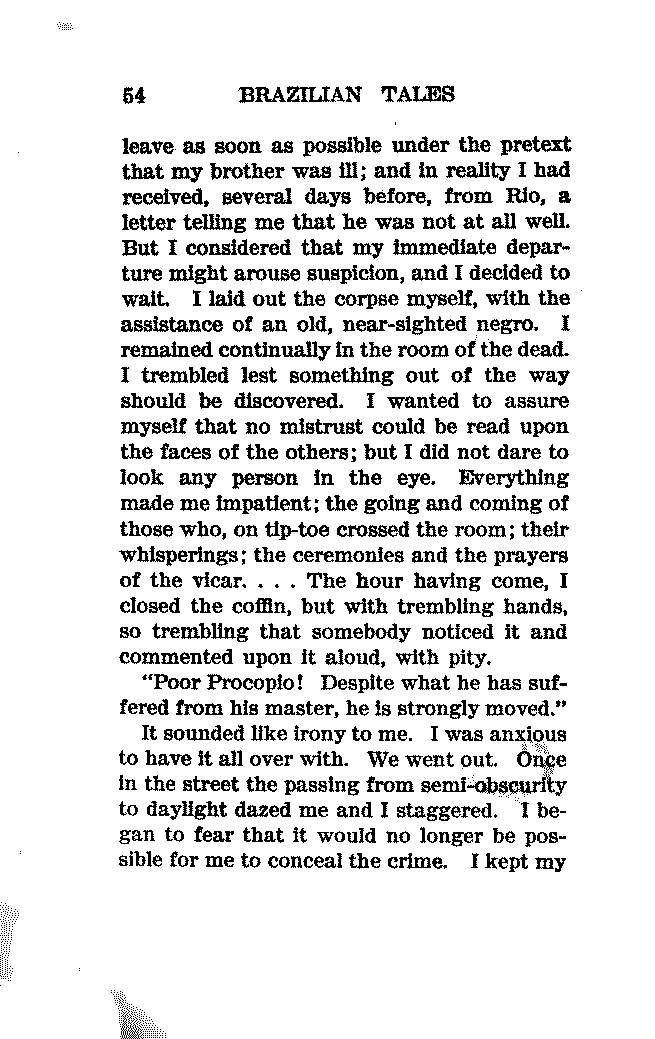 54 BRAZILIAN TALES
leave as soon as possible under the pretext
that my brother was ill; and in reality I had
received, several days before, from Rio, a
letter telling me that he was not at all well.
But I considered that my immediate depar-
ture might arouse suspicion, and I decided to
wait. I laid out the corpse myself, with the
assistance of an old, near-sighted negro. I
remained continually in the room of the dead.
I trembled lest something out of the way
should be discovered. I wanted to assure
myself that no mistrust could be read upon
the faces of the others; but I did not dare to
look any person in the eye. Everything
made me impatient; the going and coming of
those who, on tip-toe crossed the room; their
whisperings; the ceremonies and the prayers
of the vicar. . . . The hour having come, I
closed the coffin, but with trembling hands,
so trembling that somebody noticed it and
commented upon it aloud, with pity.
"Poor Procopio! Despite what he has suf-
fered from his master, he is strongly moved."
It sounded like irony to me. I was anxious
to have it all over with. We went out. Once
in the street the passing from semi-obscurity
to daylight dazed me and I staggered. I be-
gan to fear that it would no longer be pos-
sible for me to conceal the crime. I kept my